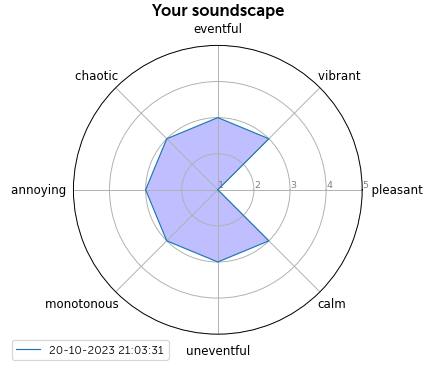 Your soundscape
eventful
chaotic
vibrant
annoying
1 2 3 4 5
pleasant
monotonous
calm
20-10-2023 21:03:31
uneventful